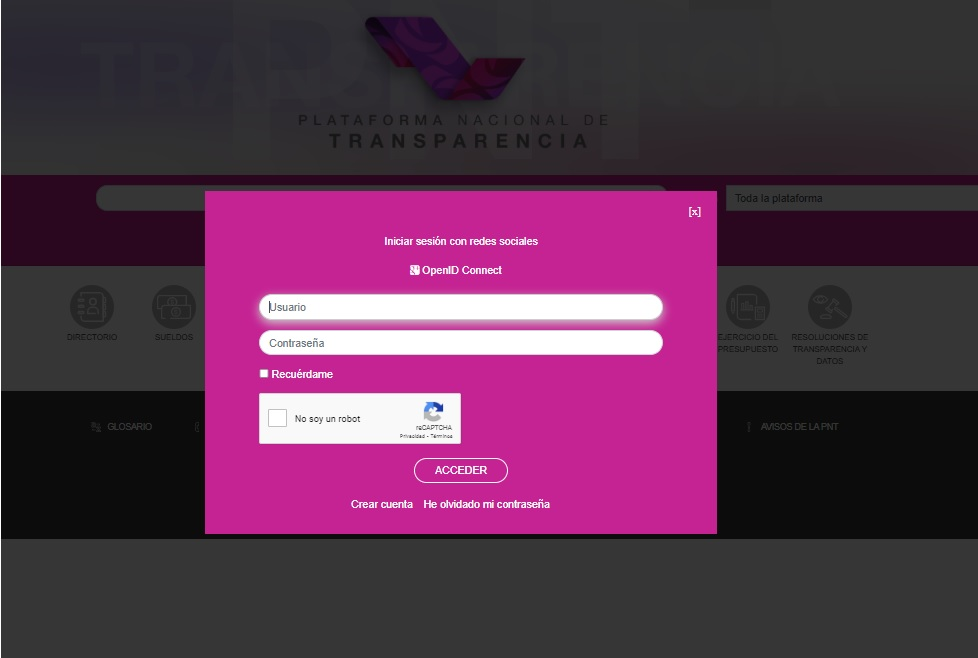 PLATAFORMA NACIONAL DE
TRANSPARENCIA
Toda la plataforma
[x]
Iniciar sesión con redes sociales
OpenID Connect
Usuario
Contraseña
Recuérdame
No soy un robot
reCAPTCHA
Privacidad - Términos
ACCEDER
Crear cuenta He olvidado mi contraseña
DIRECTORIO
SUELDOS
EJERCICIO DEL
PRESUPUESTO
RESOLUCIONES DE
TRANSPARENCIA Y
DATOS
GLOSARIO
AVISOS DE LA PNT